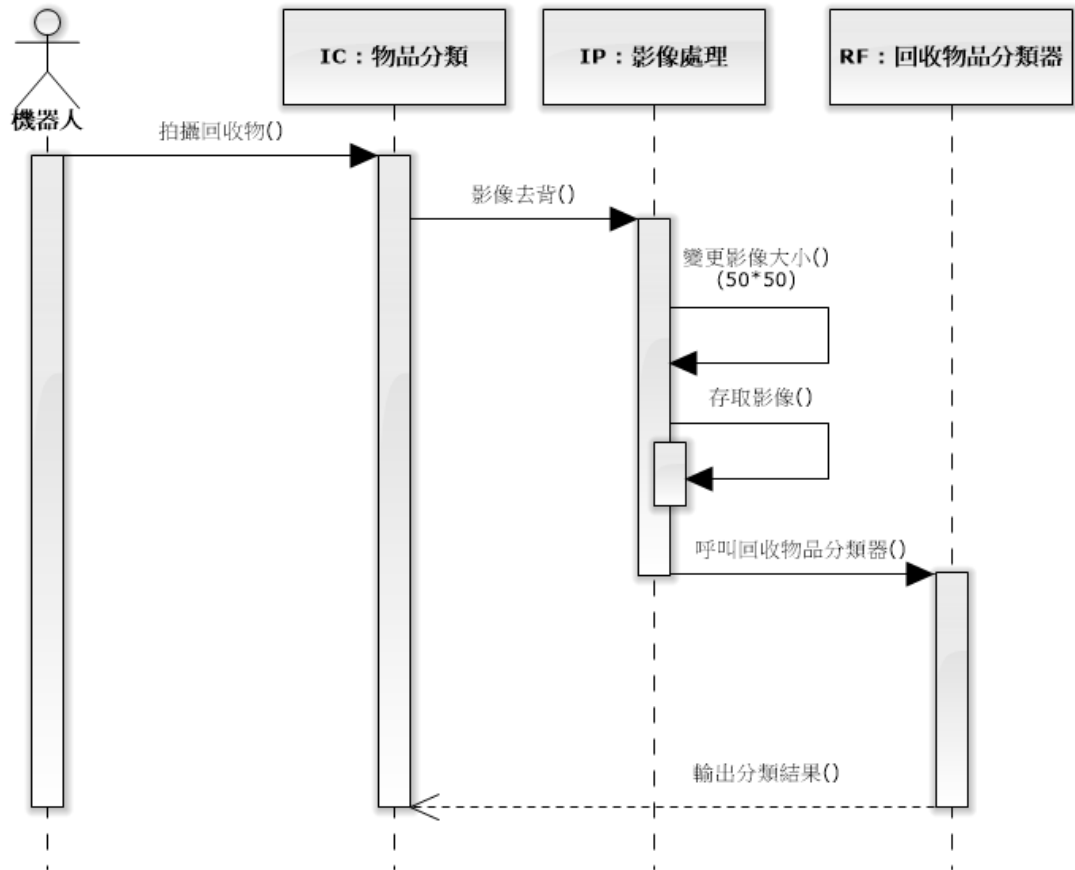 機器人
IC：物品分類
IP：影像處理
RF：回收物品分類器
拍攝回收物()
影像去背()
變更影像大小()
(50*50)
存取影像()
呼叫回收物品分類器()
輸出分類結果()